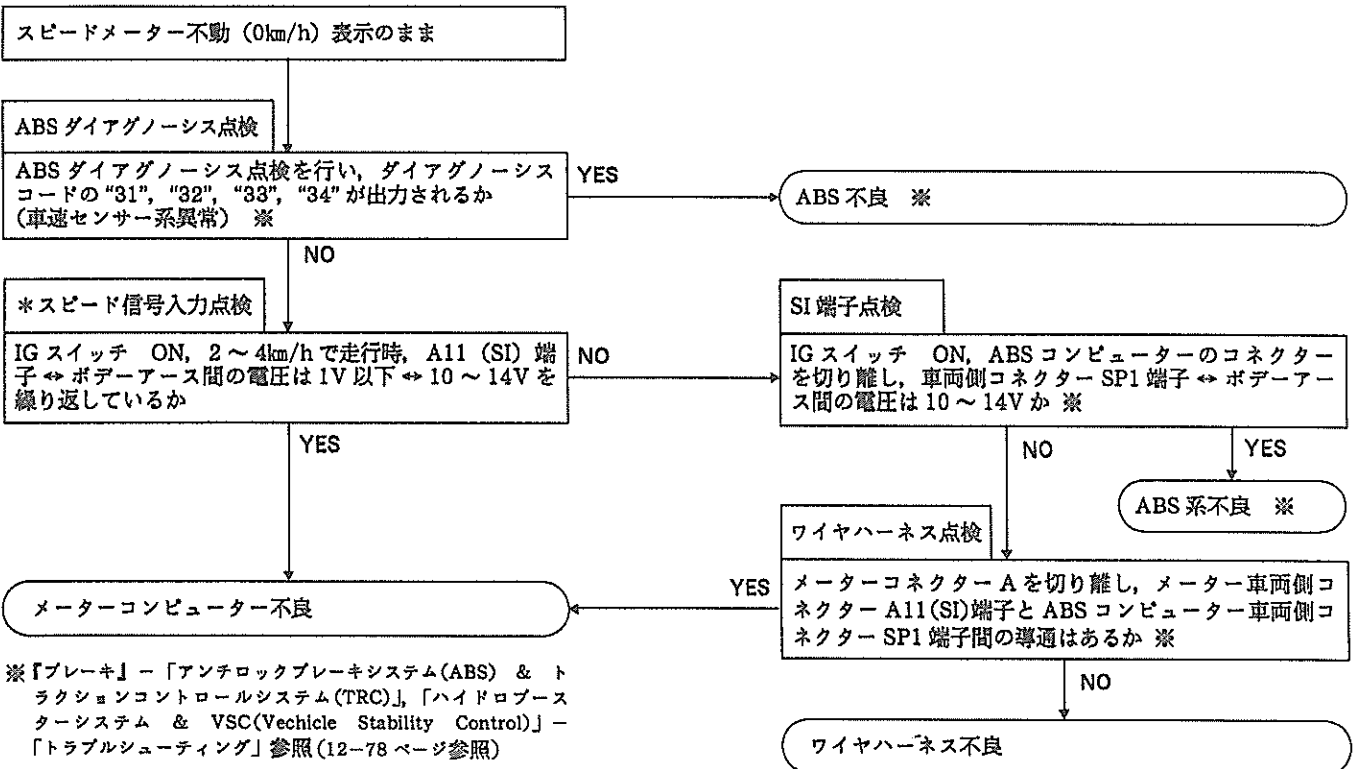 スピードメーター不動（0km/h）表示のまま
ABS ダイアグノーシス点検
ABS ダイアグノーシス点検を行い，ダイアグノーシス
コードの “31”，“32”，“33”，“34” が出力されるか
(車速センサー系異常)　※
YES
ABS 不良　※
NO
＊スピード信号入力点検
IG スイッチ　ON，2 ～ 4km/h で走行時，A11（SI）端
子 ↔ ボデーアース間の電圧は 1V 以下 ↔ 10 ～ 14V を
繰り返しているか
NO
SI 端子点検
IG スイッチ　ON，ABS コンピューターのコネクター
を切り離し，車両側コネクター SP1 端子 ↔ ボデーアー
ス間の電圧は 10 ～ 14V か ※
YES
NO
YES
ABS 系不良　※
ワイヤハーネス点検
メーターコネクター A を切り離し，メーター車両側コ
ネクター A11(SI)端子と ABS コンピューター車両側コ
ネクター SP1 端子間の導通はあるか ※
YES
メーターコンピューター不良
NO
ワイヤハーネス不良
※『ブレーキ』－「アンチロックブレーキシステム(ABS)　&　ト
ラクションコントロールシステム(TRC)」，「ハイドロブース
ターシステム　&　VSC(Vechicle　Stability　Control)」－
「トラブルシューティング」参照(12－78 ページ参照)